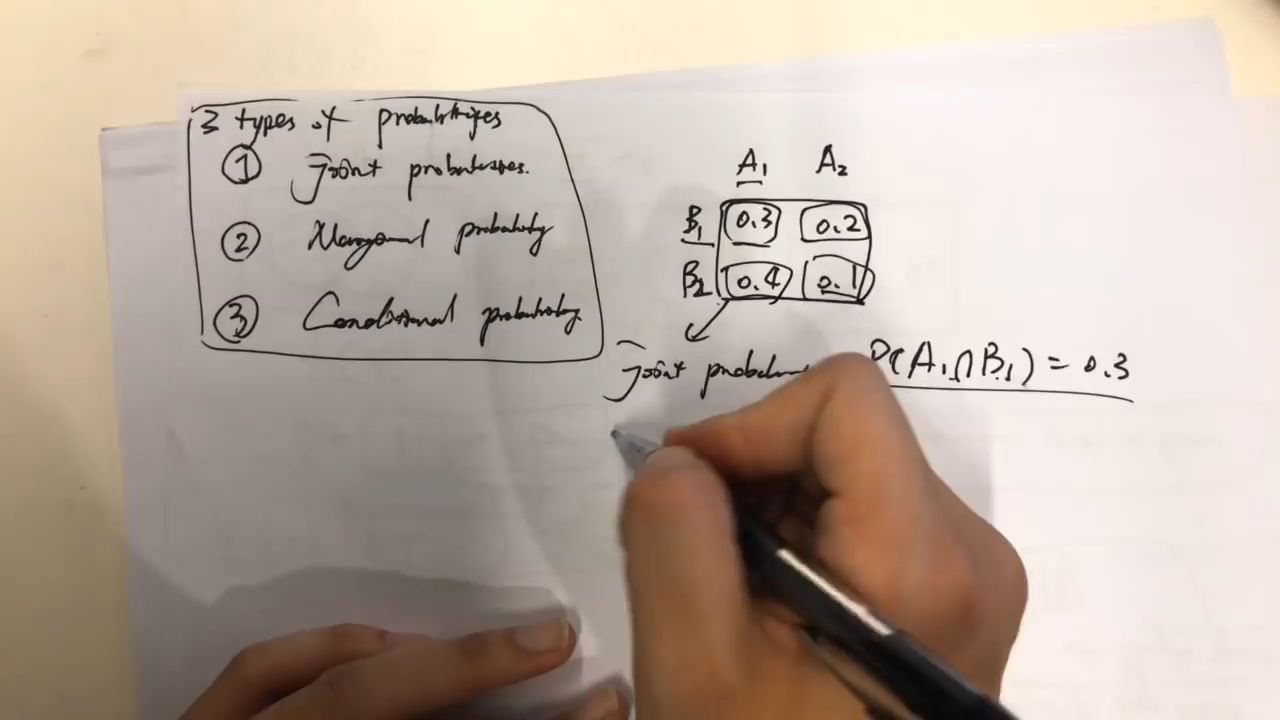 3 types of probabilities
① Joint probabilities.
② Marginal probability
③ Conditional probability
A₁ A₂
B₁ 0.3 0.2
B₂ 0.4 0.1
Joint P(A₁∩B₁) = 0.3